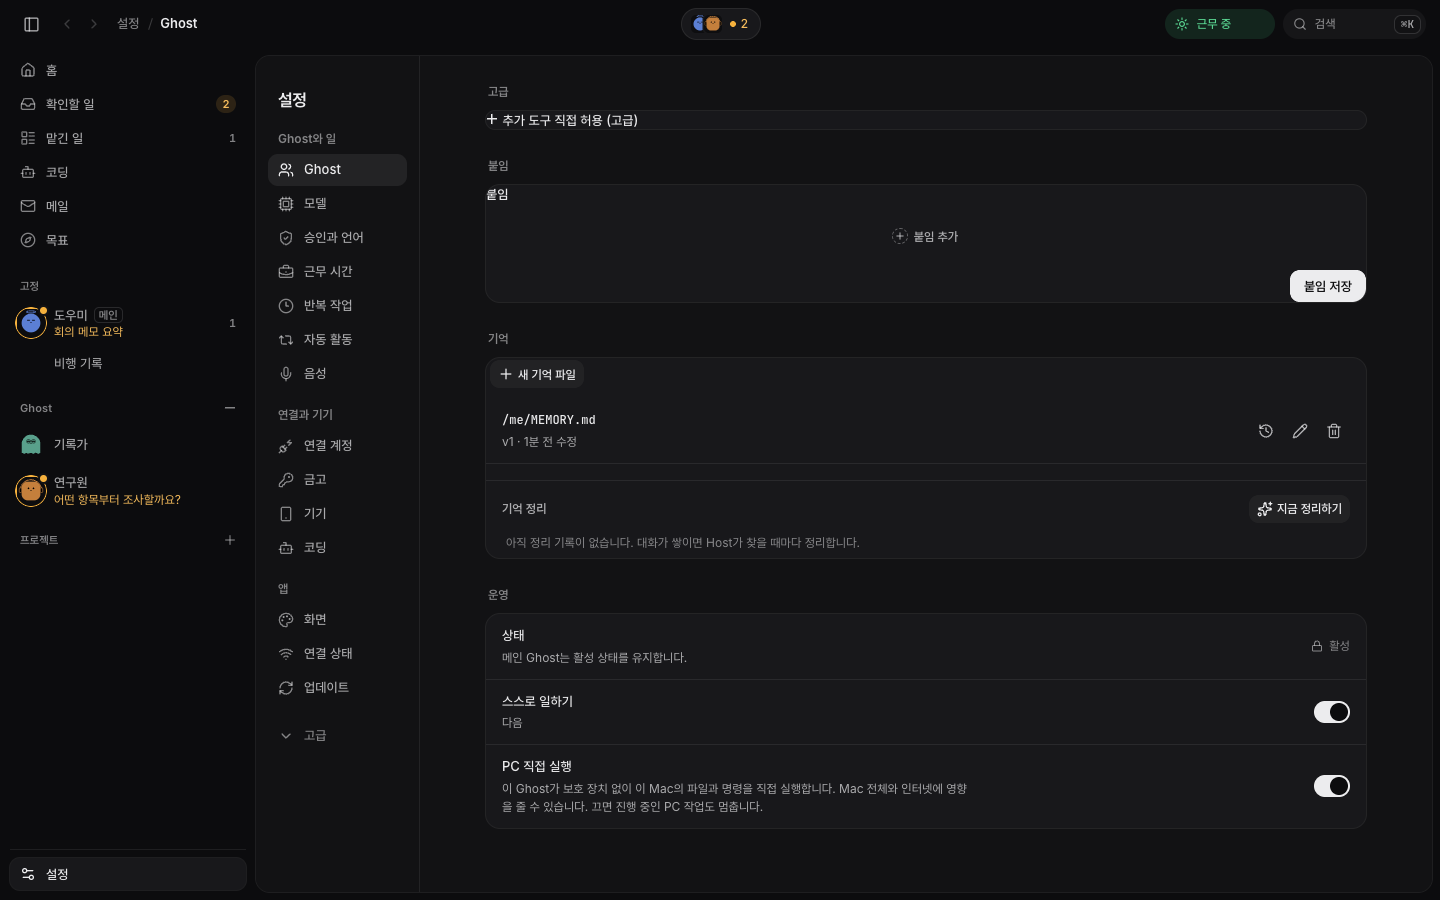 설정 / Ghost
2
근무 중
검색
⌘K
홈
확인할 일
2
맡긴 일
1
코딩
메일
목표
고정
도우미 메인
회의 메모 요약
1
비행 기록
Ghost
기록가
연구원
어떤 항목부터 조사할까요?
프로젝트
설정
설정
Ghost와 일
Ghost
모델
승인과 언어
근무 시간
반복 작업
자동 활동
음성
연결과 기기
연결 계정
금고
기기
코딩
앱
화면
연결 상태
업데이트
고급
고급
추가 도구 직접 허용 (고급)
붙임
붙임
붙임 추가
붙임 저장
기억
새 기억 파일
/me/MEMORY.md
v1 · 1분 전 수정
기억 정리
지금 정리하기
아직 정리 기록이 없습니다. 대화가 쌓이면 Host가 찾을 때마다 정리합니다.
운영
상태
메인 Ghost는 활성 상태를 유지합니다.
활성
스스로 일하기
다음
PC 직접 실행
이 Ghost가 보호 장치 없이 이 Mac의 파일과 명령을 직접 실행합니다. Mac 전체와 인터넷에 영향
을 줄 수 있습니다. 끄면 진행 중인 PC 작업도 멈춥니다.